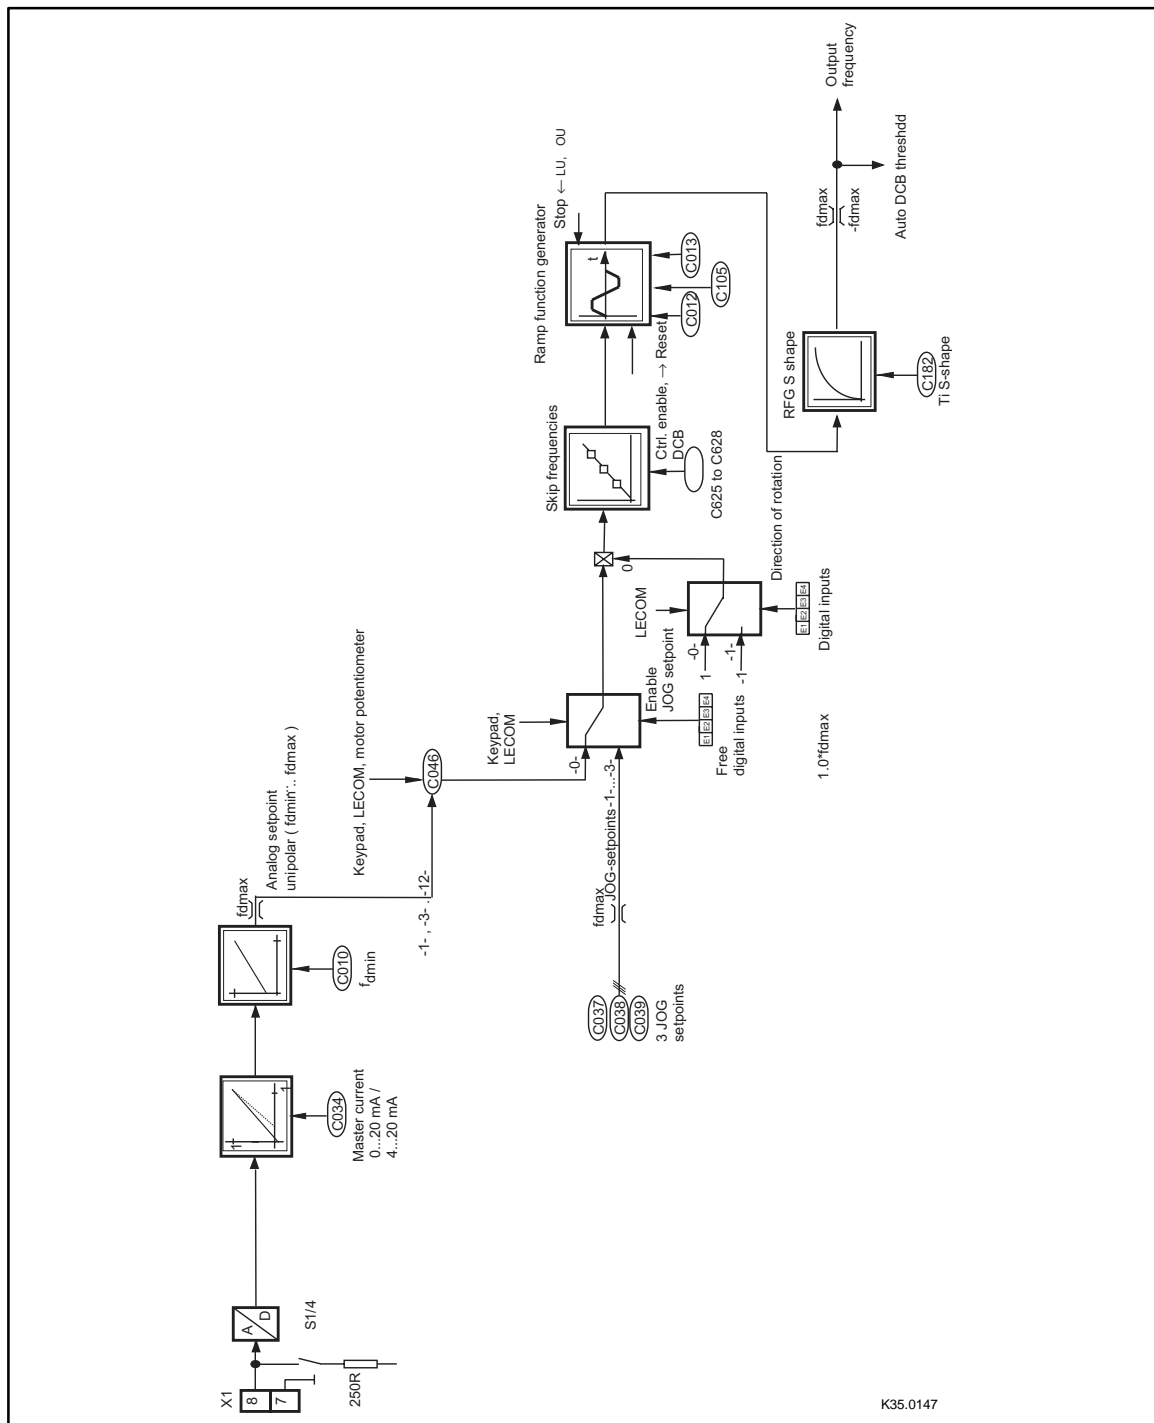 X1
8
7
250R
A
D
S1/4
1
1
C034
Master current
0...20 mA /
4...20 mA
C010
fdmin
fdmax
Analog setpoint
unipolar ( fdmin... fdmax )
-1- , -3- . -12-
Keypad, LECOM, motor potentiometer
C046
C037
C038
C039
3 JOG
setpoints
fdmax
JOG-setpoints -1-...-3-
-0-
Keypad,
LECOM
Enable
JOG setpoint
E1 E2 E3 E4
Free
digital inputs
LECOM
-0-
1
-1-
-1
0
Direction of rotation
E1 E2 E3 E4
Digital inputs
1.0*fdmax
Skip frequencies
C625 to C628
Ctrl. enable, → Reset
DCB
Ramp function generator
Stop ← LU, OU
t
C012
C105
C013
RFG S shape
C182
Ti S-shape
fdmax
-fdmax
Output
frequency
Auto DCB threshdd
K35.0147